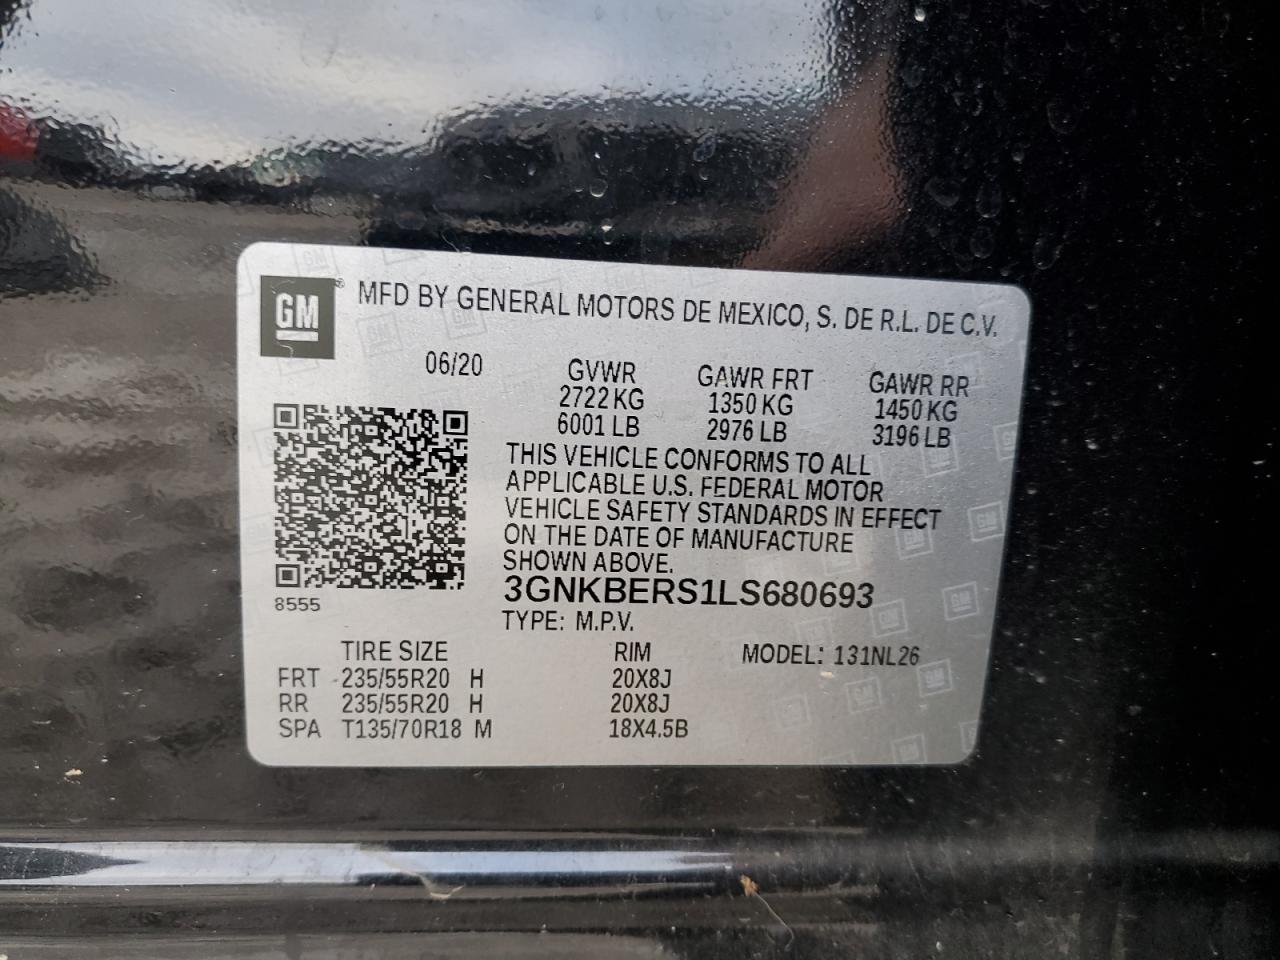 GM ® MFD BY GENERAL MOTORS DE MEXICO, S. DE R.L. DE C.V.
06/20 GVWR GAWR FRT GAWR RR
2722 KG 1350 KG 1450 KG
6001 LB 2976 LB 3196 LB
THIS VEHICLE CONFORMS TO ALL
APPLICABLE U.S. FEDERAL MOTOR
VEHICLE SAFETY STANDARDS IN EFFECT
ON THE DATE OF MANUFACTURE
SHOWN ABOVE.
8555 3GNKBERS1LS680693
TYPE: M.P.V.
TIRE SIZE RIM MODEL: 131NL26
FRT 235/55R20 H 20X8J
RR 235/55R20 H 20X8J
SPA T135/70R18 M 18X4.5B